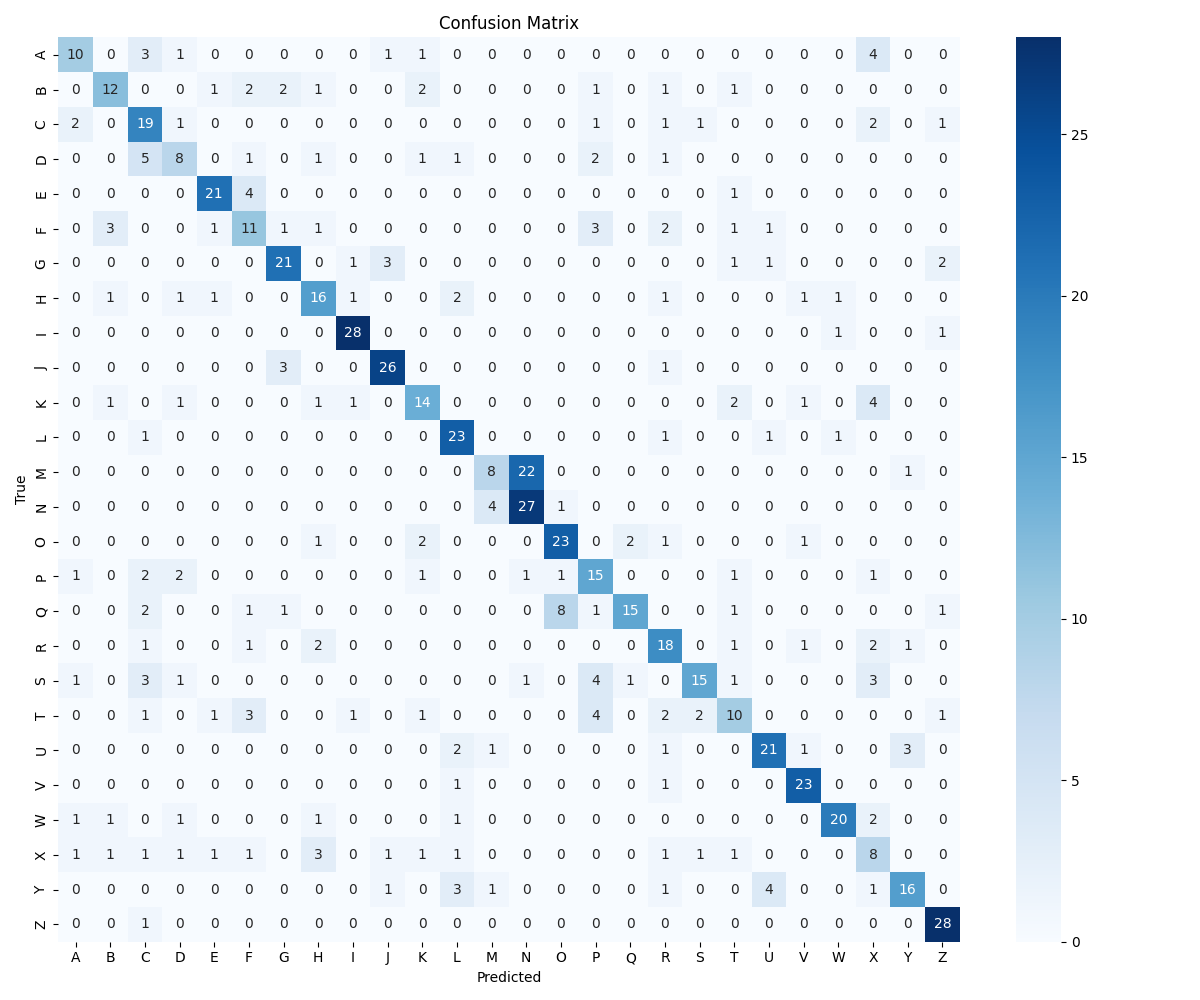 Confusion Matrix
A 10 0 3 1 0 0 0 0 0 1 1 0 0 0 0 0 0 0 0 0 0 0 0 4 0 0
B 0 12 0 0 1 2 2 1 0 0 2 0 0 0 0 1 0 1 0 1 0 0 0 0 0 0
C 2 0 19 1 0 0 0 0 0 0 0 0 0 0 0 1 0 1 1 0 0 0 0 2 0 1
D 0 0 5 8 0 1 0 1 0 0 1 1 0 0 0 2 0 1 0 0 0 0 0 0 0 0
E 0 0 0 0 21 4 0 0 0 0 0 0 0 0 0 0 0 0 0 1 0 0 0 0 0 0
F 0 3 0 0 1 11 1 1 0 0 0 0 0 0 0 3 0 2 0 1 1 0 0 0 0 0
G 0 0 0 0 0 0 21 0 1 3 0 0 0 0 0 0 0 0 0 1 1 0 0 0 0 2
H 0 1 0 1 1 0 0 16 1 0 0 2 0 0 0 0 0 1 0 0 0 1 1 0 0 0
I 0 0 0 0 0 0 0 0 28 0 0 0 0 0 0 0 0 0 0 0 0 0 1 0 0 1
J 0 0 0 0 0 0 3 0 0 26 0 0 0 0 0 0 0 1 0 0 0 0 0 0 0 0
K 0 1 0 1 0 0 0 1 1 0 14 0 0 0 0 0 0 0 0 2 0 1 0 4 0 0
L 0 0 1 0 0 0 0 0 0 0 0 23 0 0 0 0 0 1 0 0 1 0 1 0 0 0
M 0 0 0 0 0 0 0 0 0 0 0 0 8 22 0 0 0 0 0 0 0 0 0 0 1 0
N 0 0 0 0 0 0 0 0 0 0 0 0 4 27 1 0 0 0 0 0 0 0 0 0 0 0
O 0 0 0 0 0 0 0 1 0 0 2 0 0 0 23 0 2 1 0 0 0 1 0 0 0 0
P 1 0 2 2 0 0 0 0 0 0 1 0 0 1 1 15 0 0 0 1 0 0 0 1 0 0
Q 0 0 2 0 0 1 1 0 0 0 0 0 0 0 8 1 15 0 0 1 0 0 0 0 0 1
R 0 0 1 0 0 1 0 2 0 0 0 0 0 0 0 0 0 18 0 1 0 1 0 2 1 0
S 1 0 3 1 0 0 0 0 0 0 0 0 0 1 0 4 1 0 15 1 0 0 0 3 0 0
T 0 0 1 0 1 3 0 0 1 0 1 0 0 0 0 4 0 2 2 10 0 0 0 0 0 1
U 0 0 0 0 0 0 0 0 0 0 0 2 1 0 0 0 0 1 0 0 21 1 0 0 3 0
V 0 0 0 0 0 0 0 0 0 0 0 1 0 0 0 0 0 1 0 0 0 23 0 0 0 0
W 1 1 0 1 0 0 0 1 0 0 0 1 0 0 0 0 0 0 0 0 0 0 20 2 0 0
X 1 1 1 1 1 1 0 3 0 1 1 1 0 0 0 0 0 1 1 1 0 0 0 8 0 0
Y 0 0 0 0 0 0 0 0 0 1 0 3 1 0 0 0 0 1 0 0 4 0 0 1 16 0
Z 0 0 1 0 0 0 0 0 0 0 0 0 0 0 0 0 0 0 0 0 0 0 0 0 0 28
A B C D E F G H I J K L M N O P Q R S T U V W X Y Z
Predicted
True
25
20
15
10
5
0